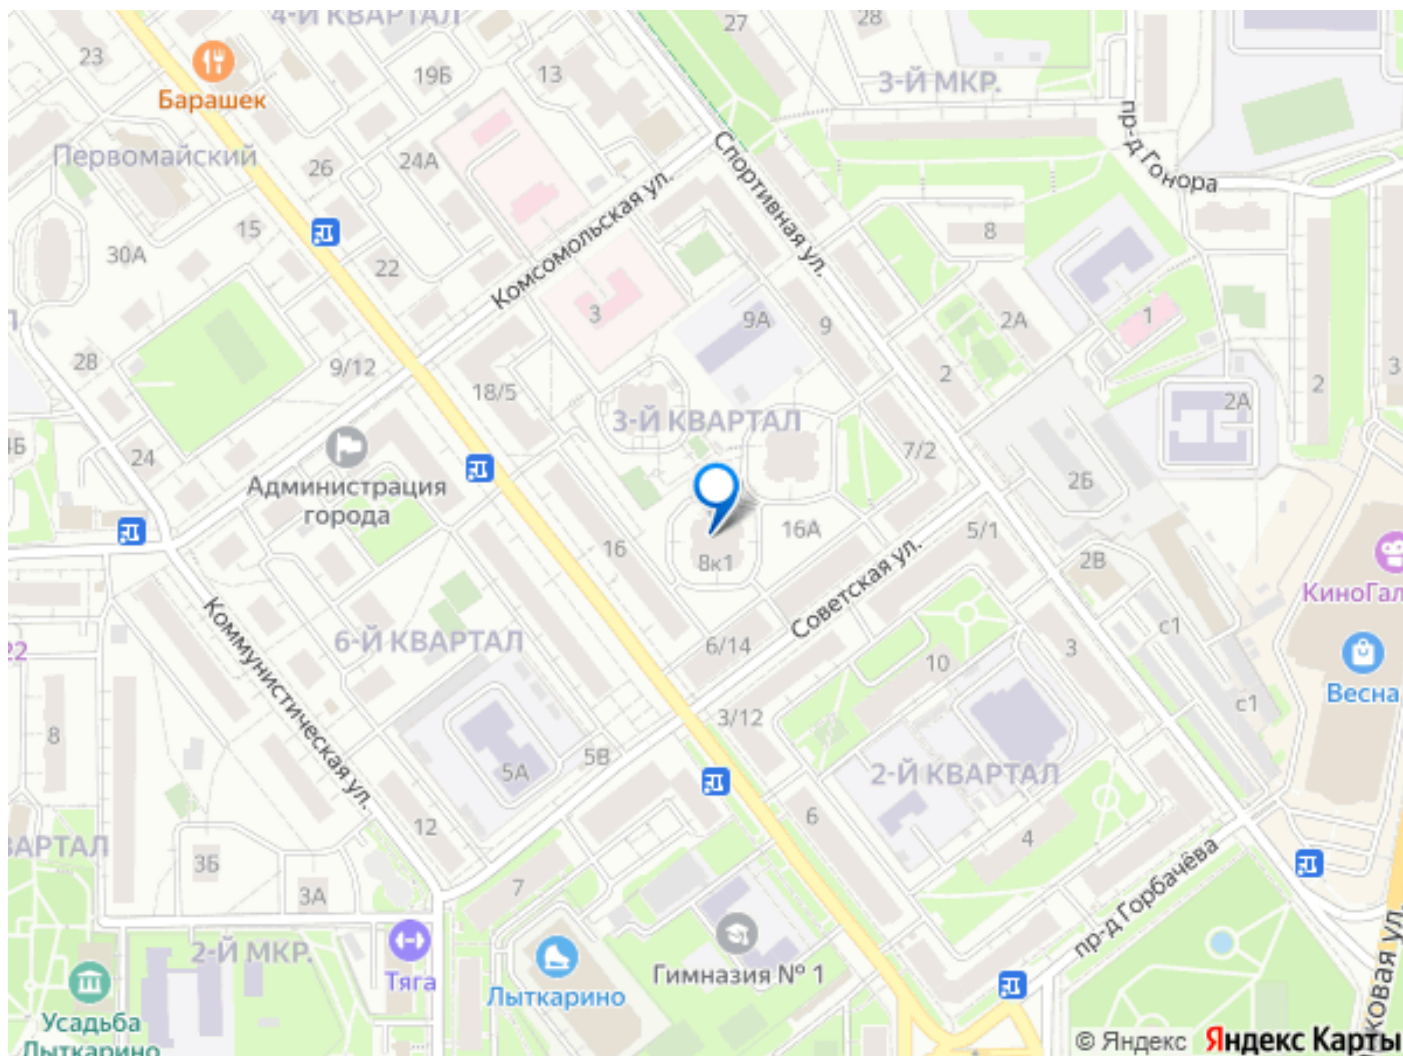 4-Й КВАРТАЛ
27
28
23
19Б
13
3-Й МКР.
Барашек
пр-д Гонора
Первомайский
26
24А
Спортивная ул.
Комсомольская ул.
15
30А
22
8
3
9А
9
2А
1
28
9/12
18/5
2
2
3
3-Й КВАРТАЛ
2А
24
7/2
2Б
Администрация
города
16
16А
5/1
8к1
2В
КиноГал
Советская ул.
Коммунистическая ул.
6-Й КВАРТАЛ
6/14
10
3
с1
22
Весна
8
3/12
с1
5А
5В
2-Й КВАРТАЛ
12
6
4
АРТАЛ
3Б
3А
7
пр-д Горбачёва
2-Й МКР.
Тяга
Лыткарино
Гимназия № 1
Усадьба
Лыткарино
ковая ул.
© Яндекс Яндекс Карты